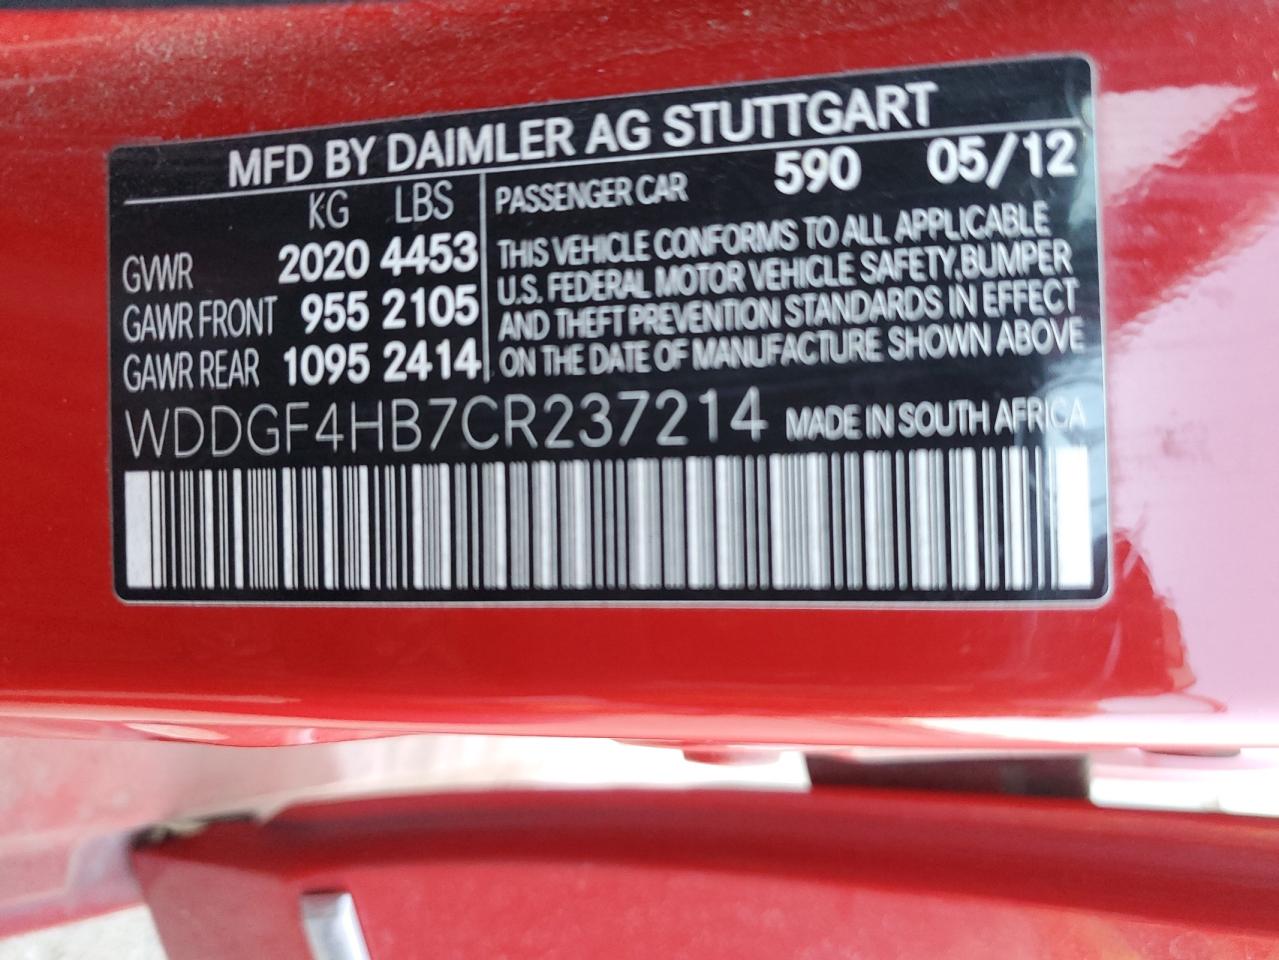 MFD BY DAIMLER AG STUTTGART
KG LBS
GVWR 2020 4453
GAWR FRONT 955 2105
GAWR REAR 1095 2414
PASSENGER CAR 590 05/12
THIS VEHICLE CONFORMS TO ALL APPLICABLE
U.S. FEDERAL MOTOR VEHICLE SAFETY, BUMPER
AND THEFT PREVENTION STANDARDS IN EFFECT
ON THE DATE OF MANUFACTURE SHOWN ABOVE
WDDGF4HB7CR237214 MADE IN SOUTH AFRICA